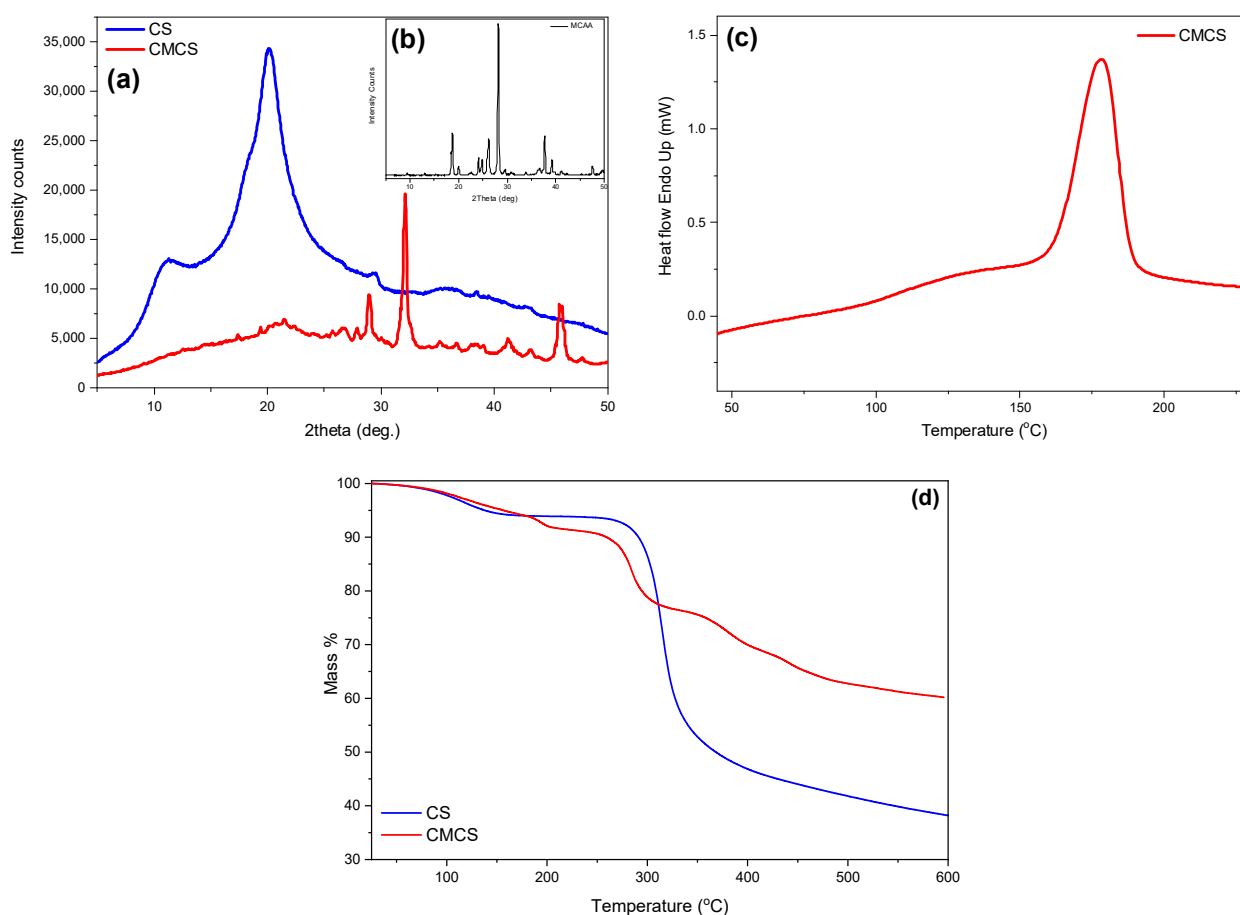 CS
CMCS
(a)
35,000
30,000
25,000
20,000
15,000
10,000
5,000
0
Intensity counts
10
20
30
40
50
2theta (deg.)
(b)
MCAA
Intensity Counts
10
20
30
40
50
2Theta (deg)
(c)
CMCS
1.5
1.0
0.5
0.0
Heat flow Endo Up (mW)
50
100
150
200
Temperature (°C)
(d)
100
90
80
70
60
50
40
30
Mass %
CS
CMCS
100
200
300
400
500
600
Temperature (°C)